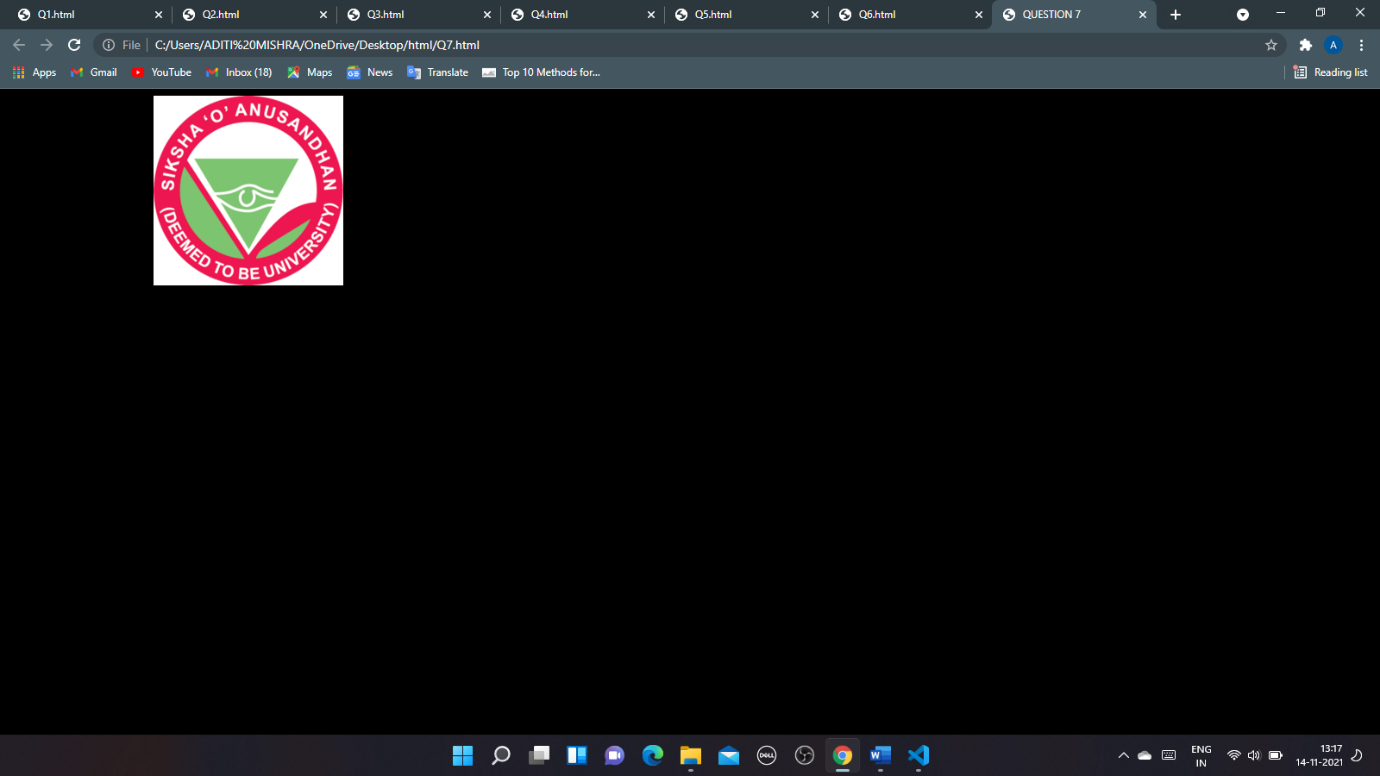 Q1.html
Q2.html
Q3.html
Q4.html
Q5.html
Q6.html
QUESTION 7
File
C:/Users/ADITI%20MISHRA/OneDrive/Desktop/html/Q7.html
A
Apps
Gmail
YouTube
Inbox (18)
Maps
News
Translate
Top 10 Methods for...
Reading list
SIKSHA 'O' ANUSANDHAN
(DEEMED TO BE UNIVERSITY)
DELL
W
ENG
IN
13:17
14-11-2021